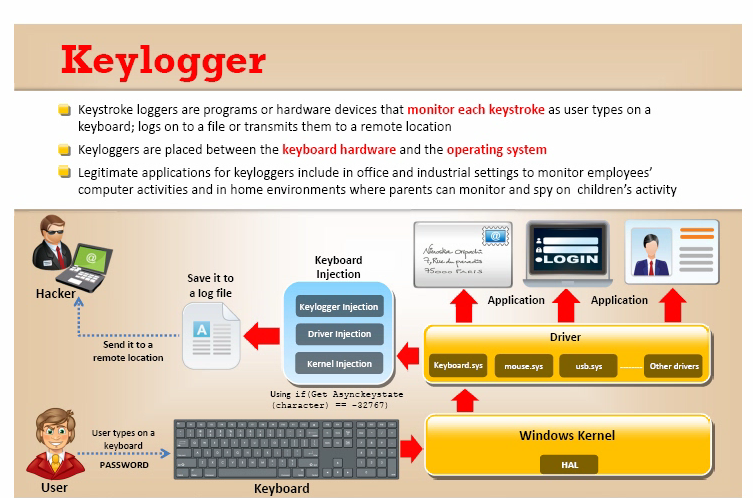 Keylogger
Keystroke loggers are programs or hardware devices that monitor each keystroke as user types on a
keyboard; logs on to a file or transmits them to a remote location
Keyloggers are placed between the keyboard hardware and the operating system
Legitimate applications for keyloggers include in office and industrial settings to monitor employees'
computer activities and in home environments where parents can monitor and spy on children's activity
Hacker
Send it to a
remote location
Save it to
a log file
A
Keyboard
Injection
Keylogger Injection
Driver Injection
Kernel Injection
Using if(Get Asynckeystate
(character) == -32767)
@
@
75000 Paris
LOGIN
Application
Application
Driver
Keyboard.sys
mouse.sys
usb.sys
Other drivers
Windows Kernel
HAL
User types on a
keyboard
PASSWORD
User
Keyboard